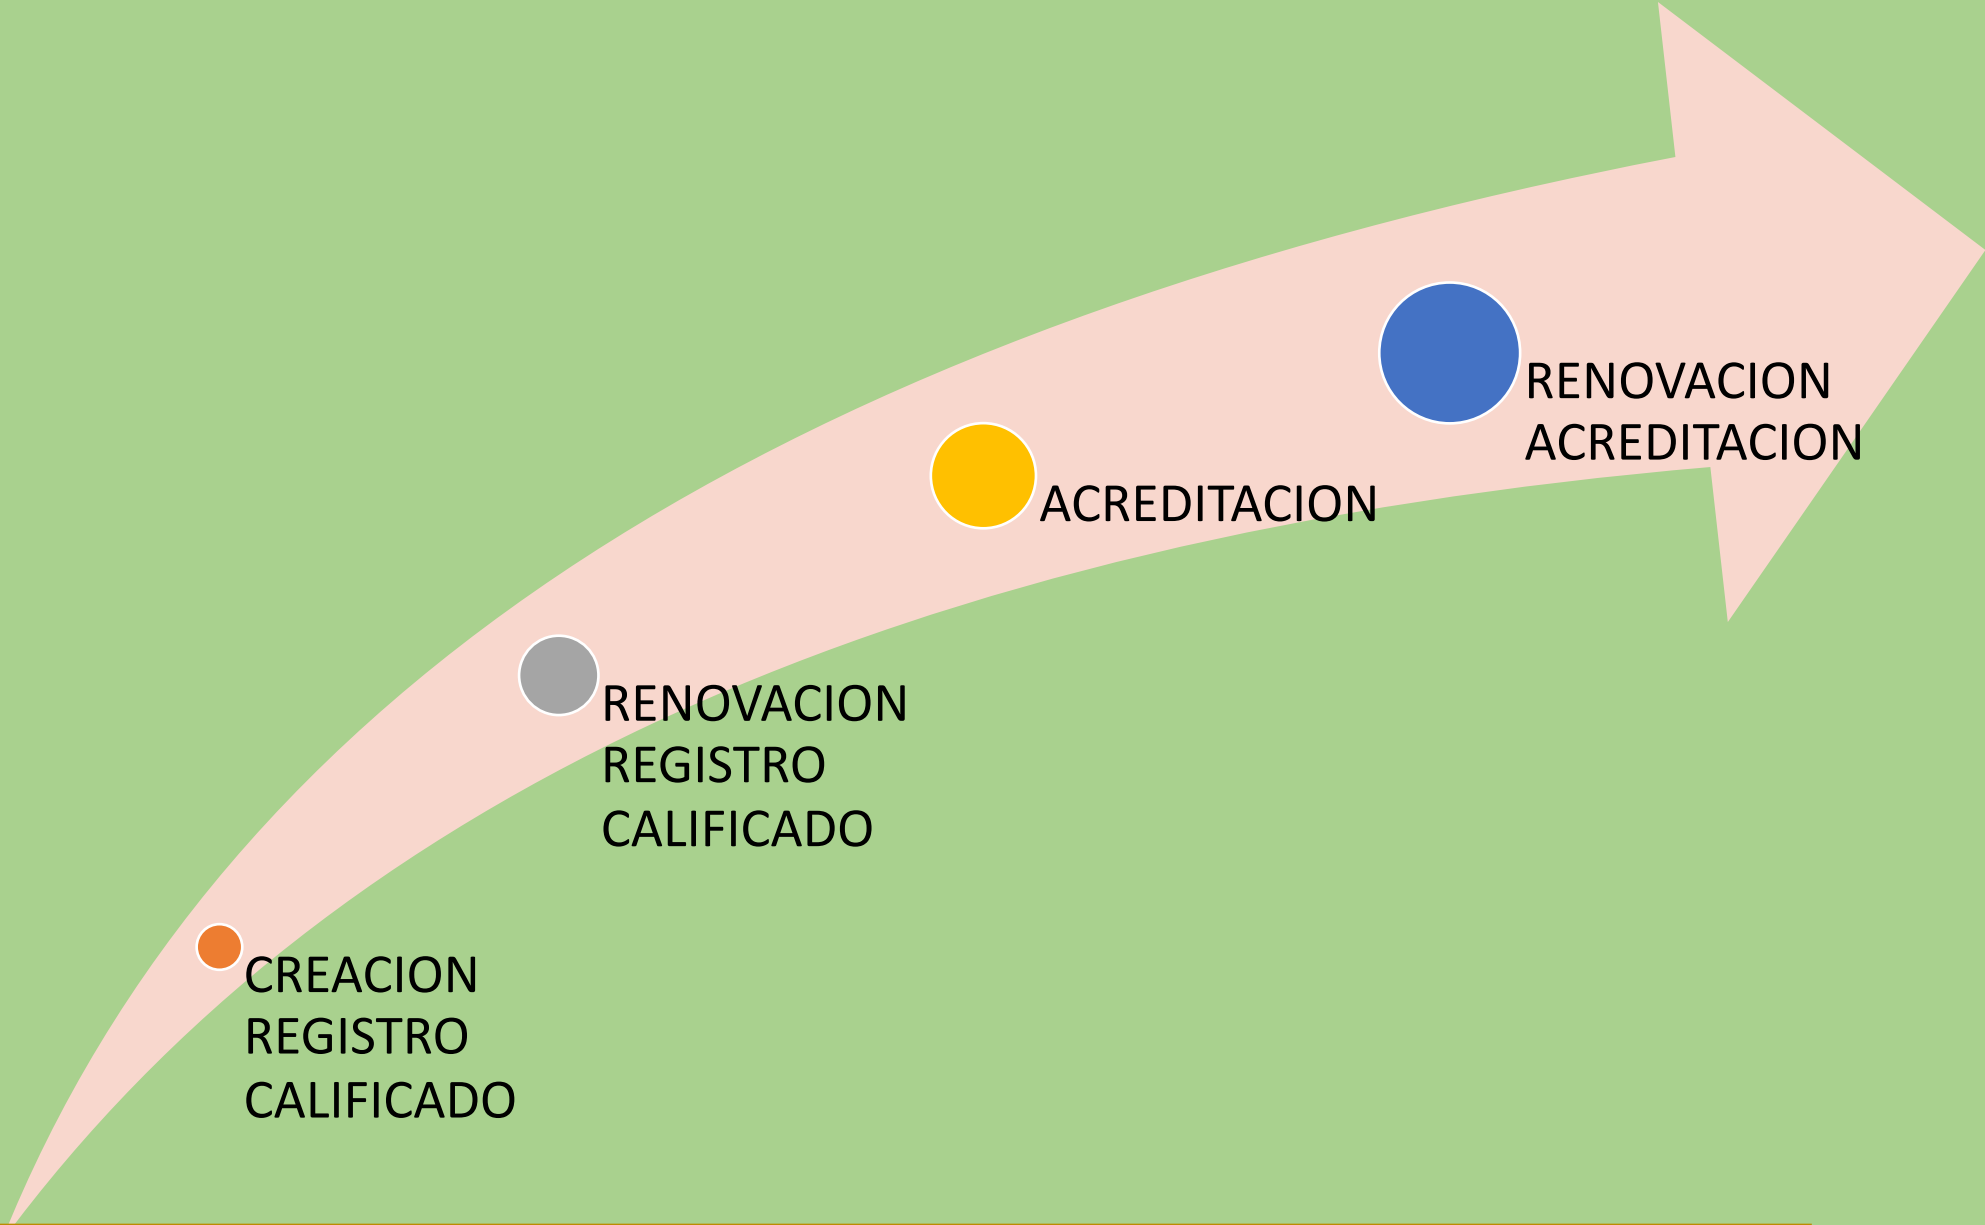 CREACION
REGISTRO
CALIFICADO
RENOVACION
REGISTRO
CALIFICADO
ACREDITACION
RENOVACION
ACREDITACION